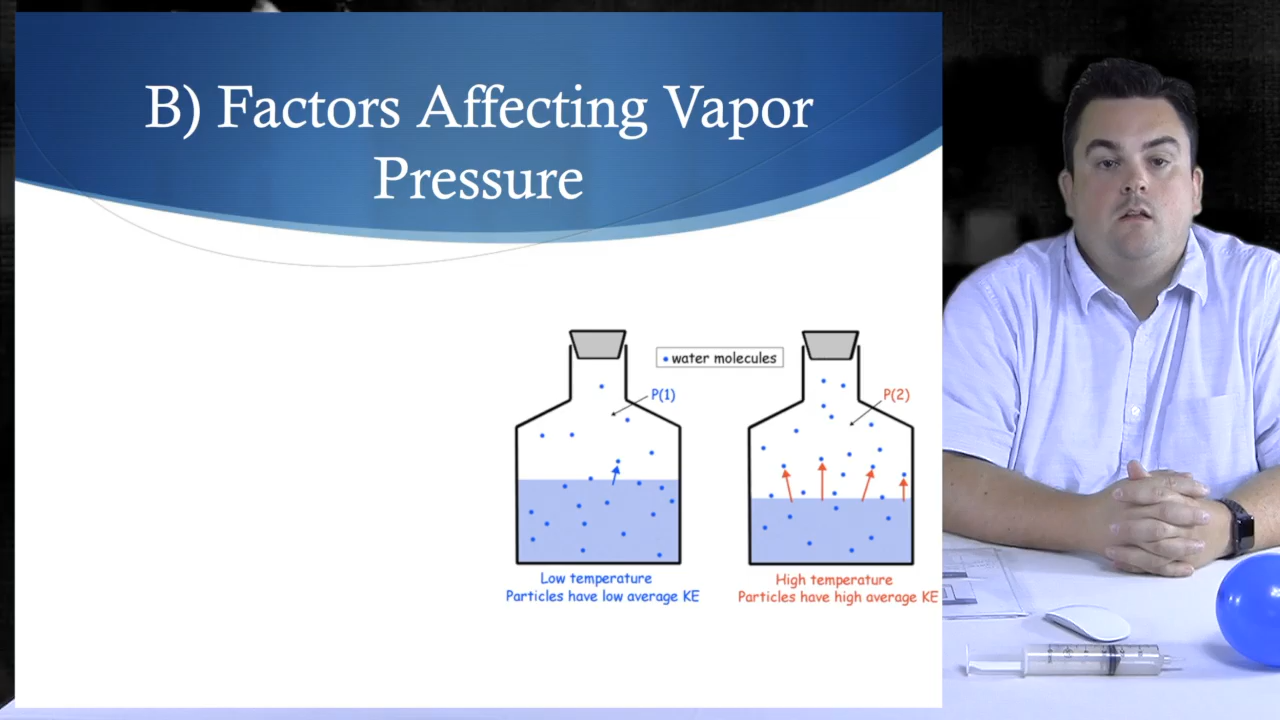 B) Factors Affecting Vapor
Pressure
• water molecules
P(1)
P(2)
Low temperature
Particles have low average KE
High temperature
Particles have high average KE